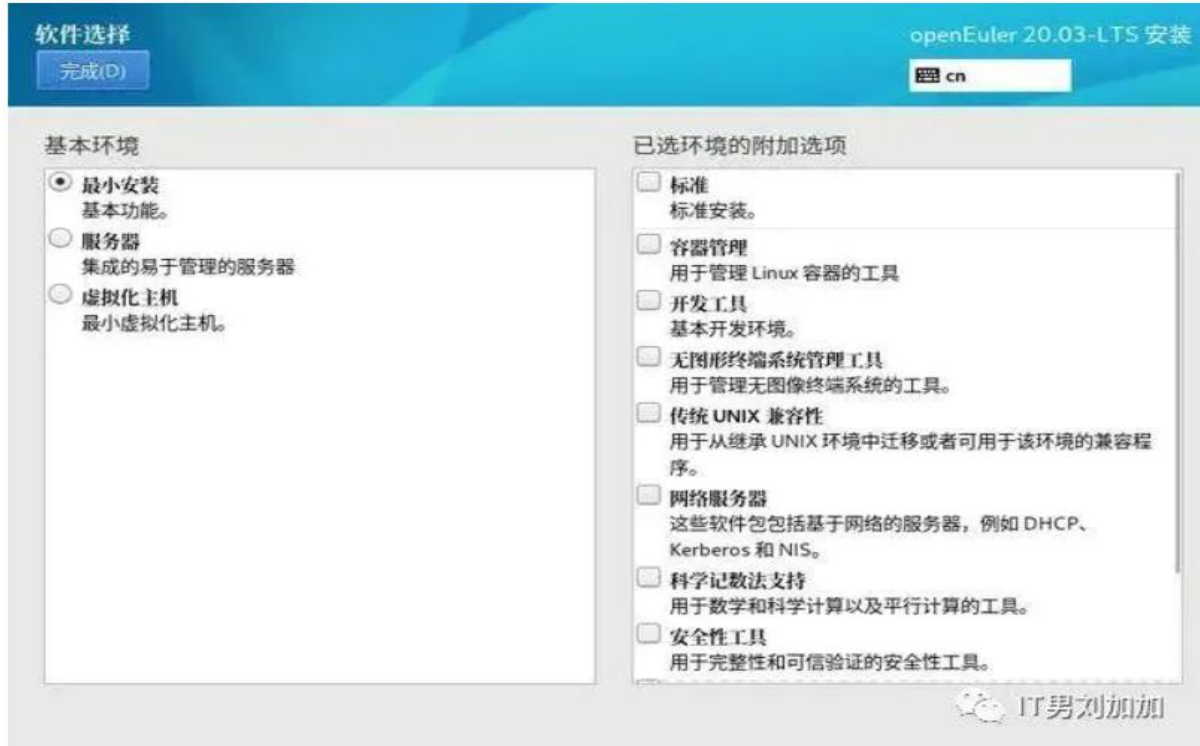 软件选择
完成(D)
openEuler 20.03-LTS 安装
cn
基本环境
最小安装
基本功能。
服务器
集成的易于管理的服务器
虚拟化主机
最小虚拟化主机。
已选环境的附加选项
标准
标准安装。
容器管理
用于管理 Linux 容器的工具
开发工具
基本开发环境。
无图形终端系统管理工具
用于管理无图像终端系统的工具。
传统 UNIX 兼容性
用于从继承 UNIX 环境中迁移或者可用于该环境的兼容程
序。
网络服务器
这些软件包包括基于网络的服务器，例如 DHCP、
Kerberos 和 NIS。
科学记数法支持
用于数学和科学计算以及平行计算的工具。
安全性工具
用于完整性和可信验证的安全性工具。
IT男刘加加